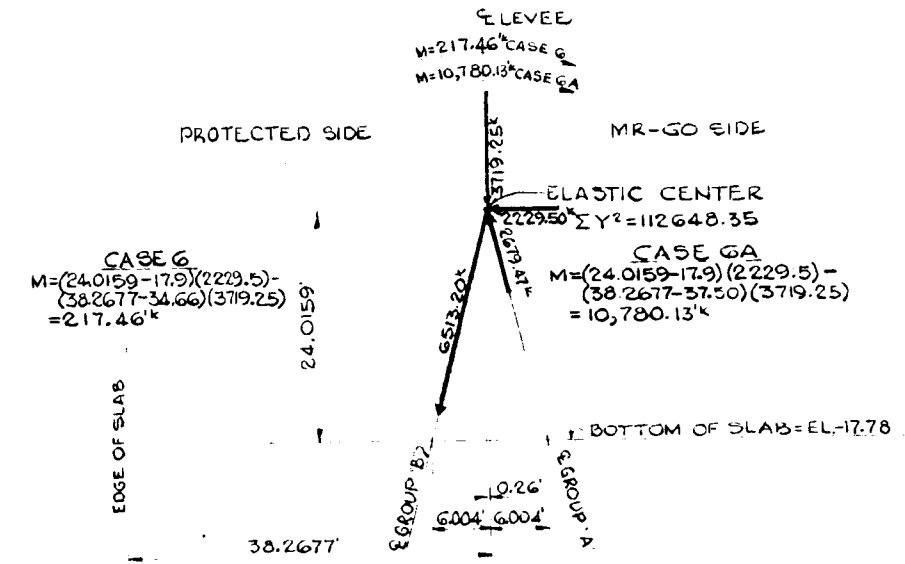 ℄ LEVEE
M=217.46'ᵏ CASE 6
M=10,780.13'ᵏ CASE 6A
PROTECTED SIDE
3719.25ᵏ
MR-GO SIDE
ELASTIC CENTER
2229.50ᵏ
ΣY²=112648.35
2679.47ᵏ
CASE 6
M=(24.0159-17.9)(2229.5)-
(38.2677-34.66)(3719.25)
=217.46'ᵏ
CASE 6A
M=(24.0159-17.9)(2229.5)-
(38.2677-37.50)(3719.25)
=10,780.13'ᵏ
24.0159'
6513.20ᵏ
EDGE OF SLAB
BOTTOM OF SLAB=EL.-17.78
℄ GROUP 'B'
℄ GROUP 'A'
0.26'
6.004' 6.004'
38.2677'